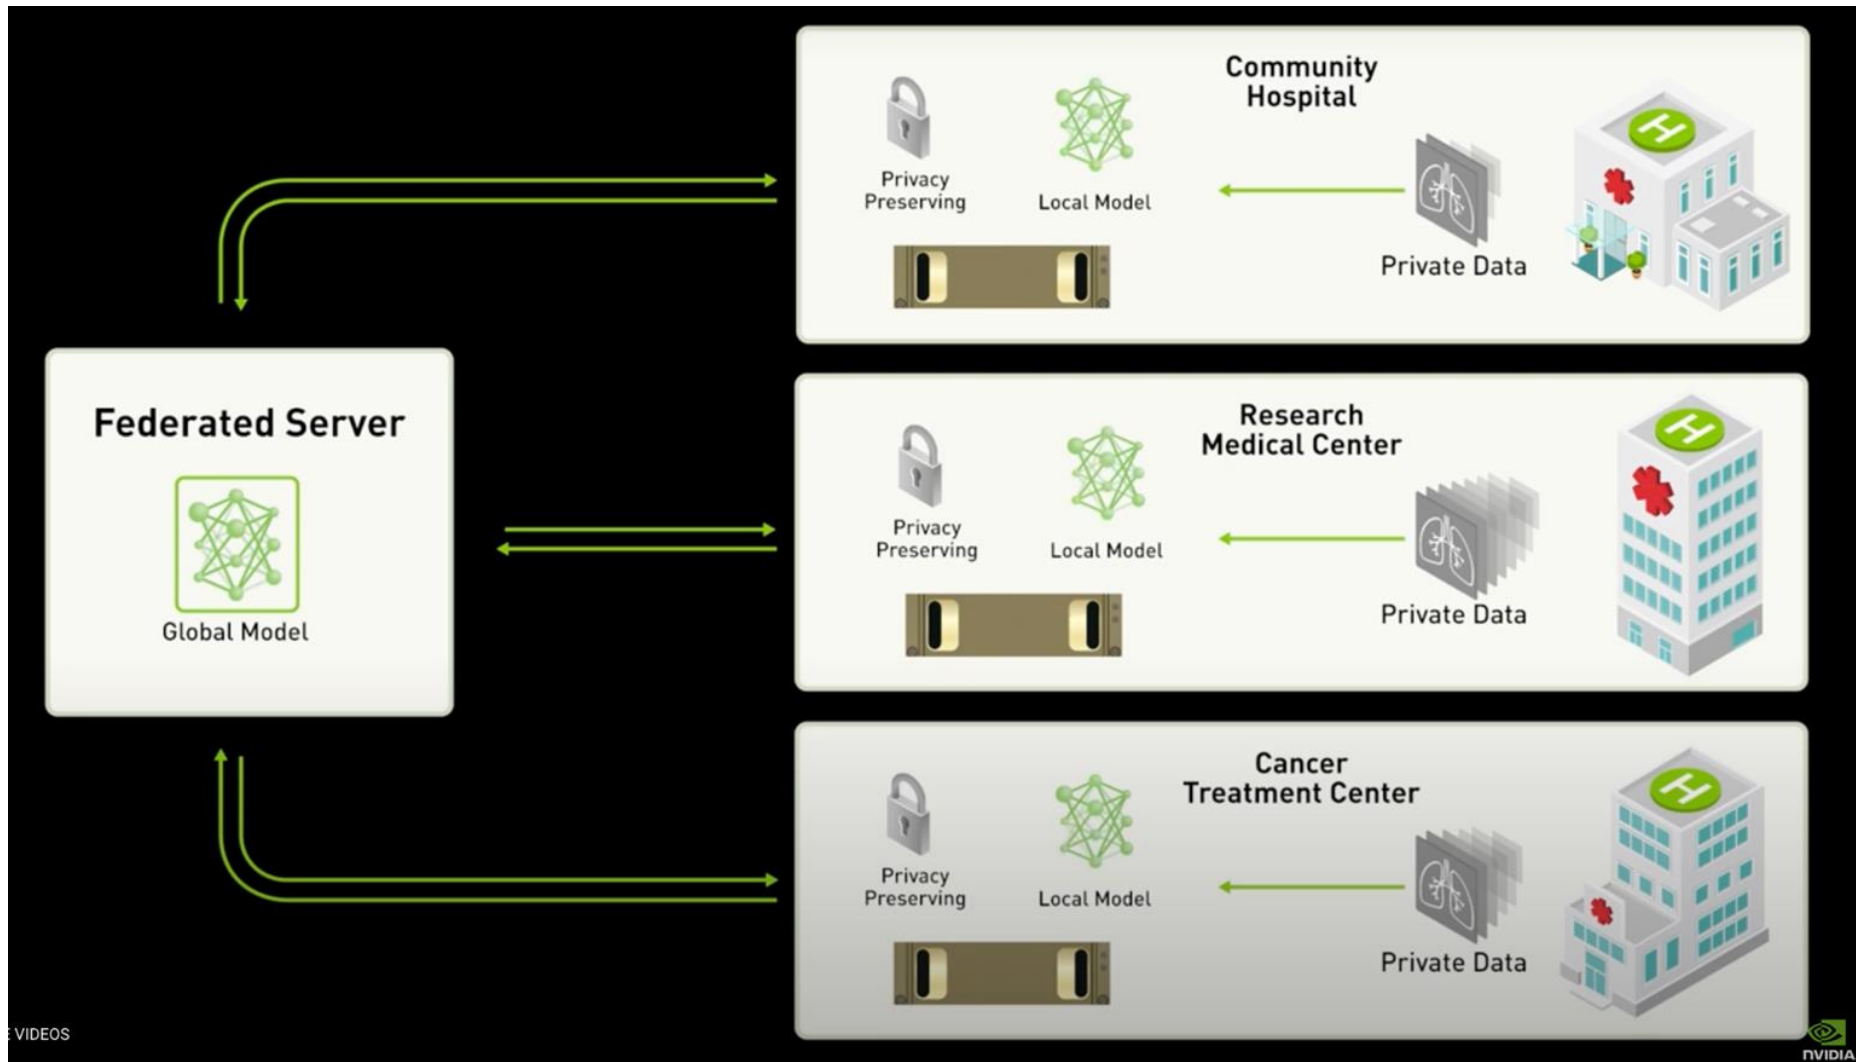 Community
Hospital
Privacy
Preserving
Local Model
Private Data
Federated Server
Global Model
Research
Medical Center
Privacy
Preserving
Local Model
Private Data
Cancer
Treatment Center
Privacy
Preserving
Local Model
Private Data
E VIDEOS
NVIDIA
H
H
H